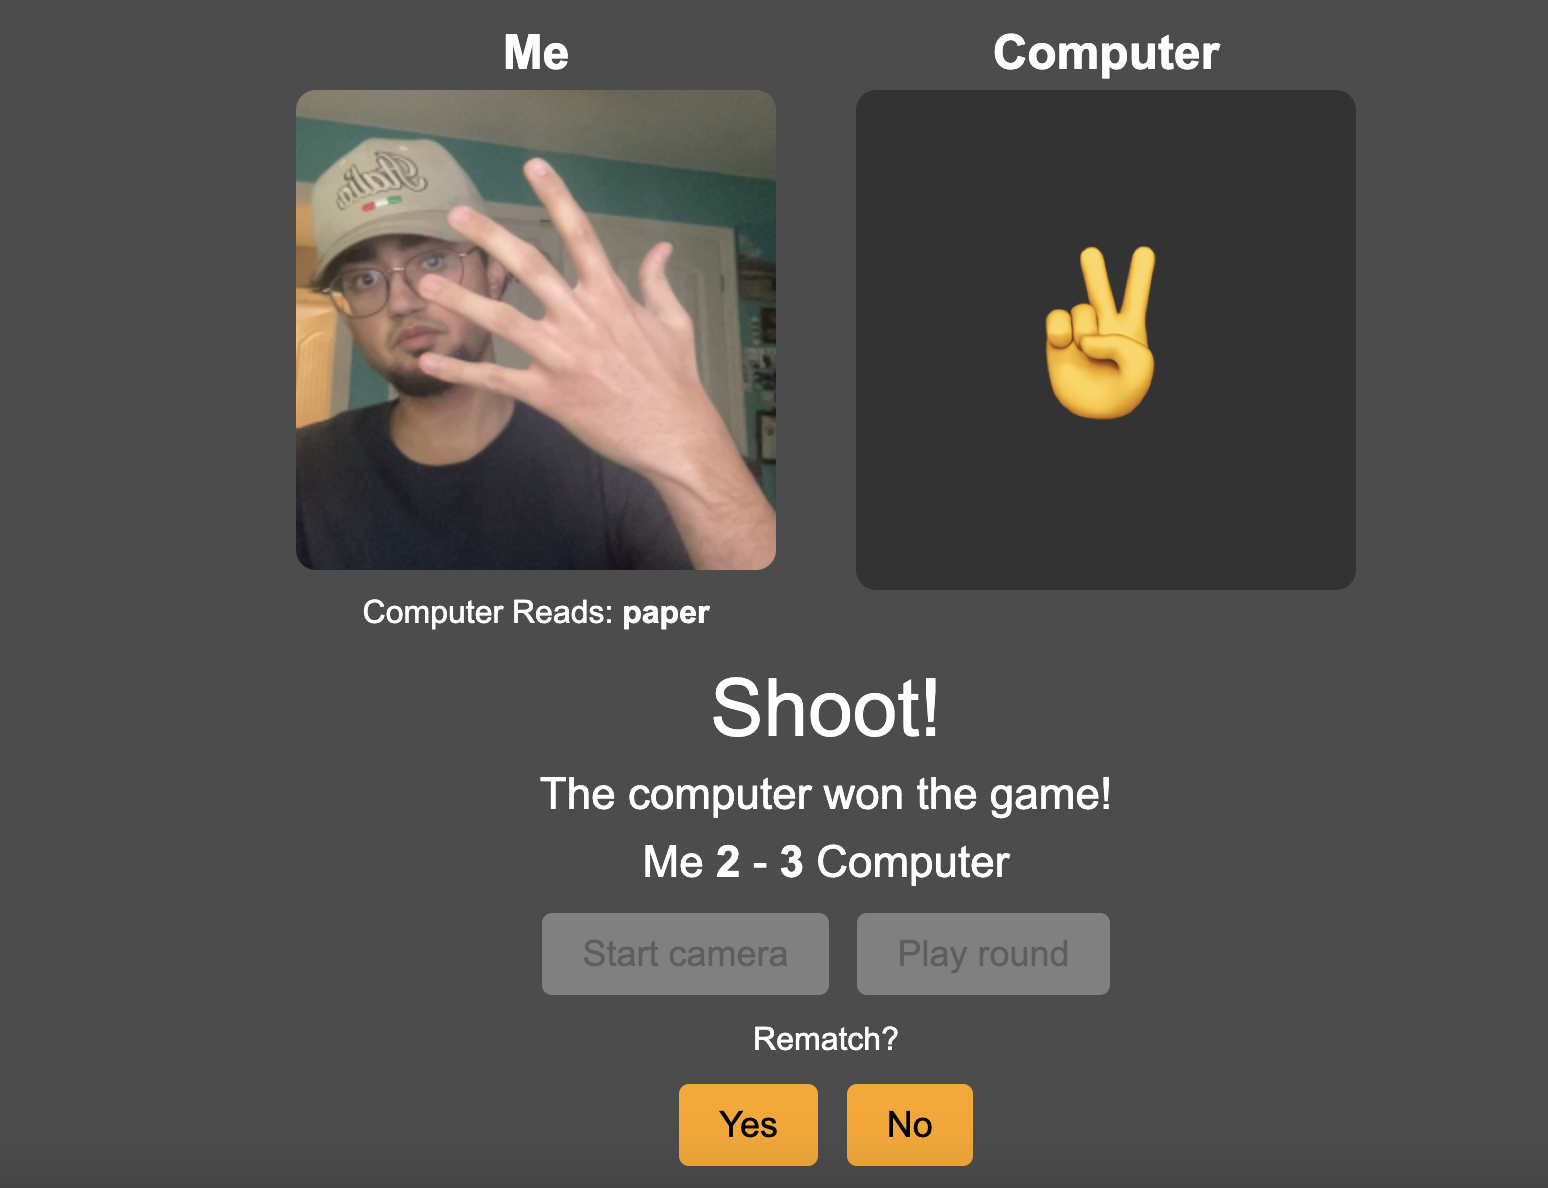 Me
Computer
Italia
Computer Reads: paper
Shoot!
The computer won the game!
Me 2 - 3 Computer
Start camera
Play round
Rematch?
Yes
No